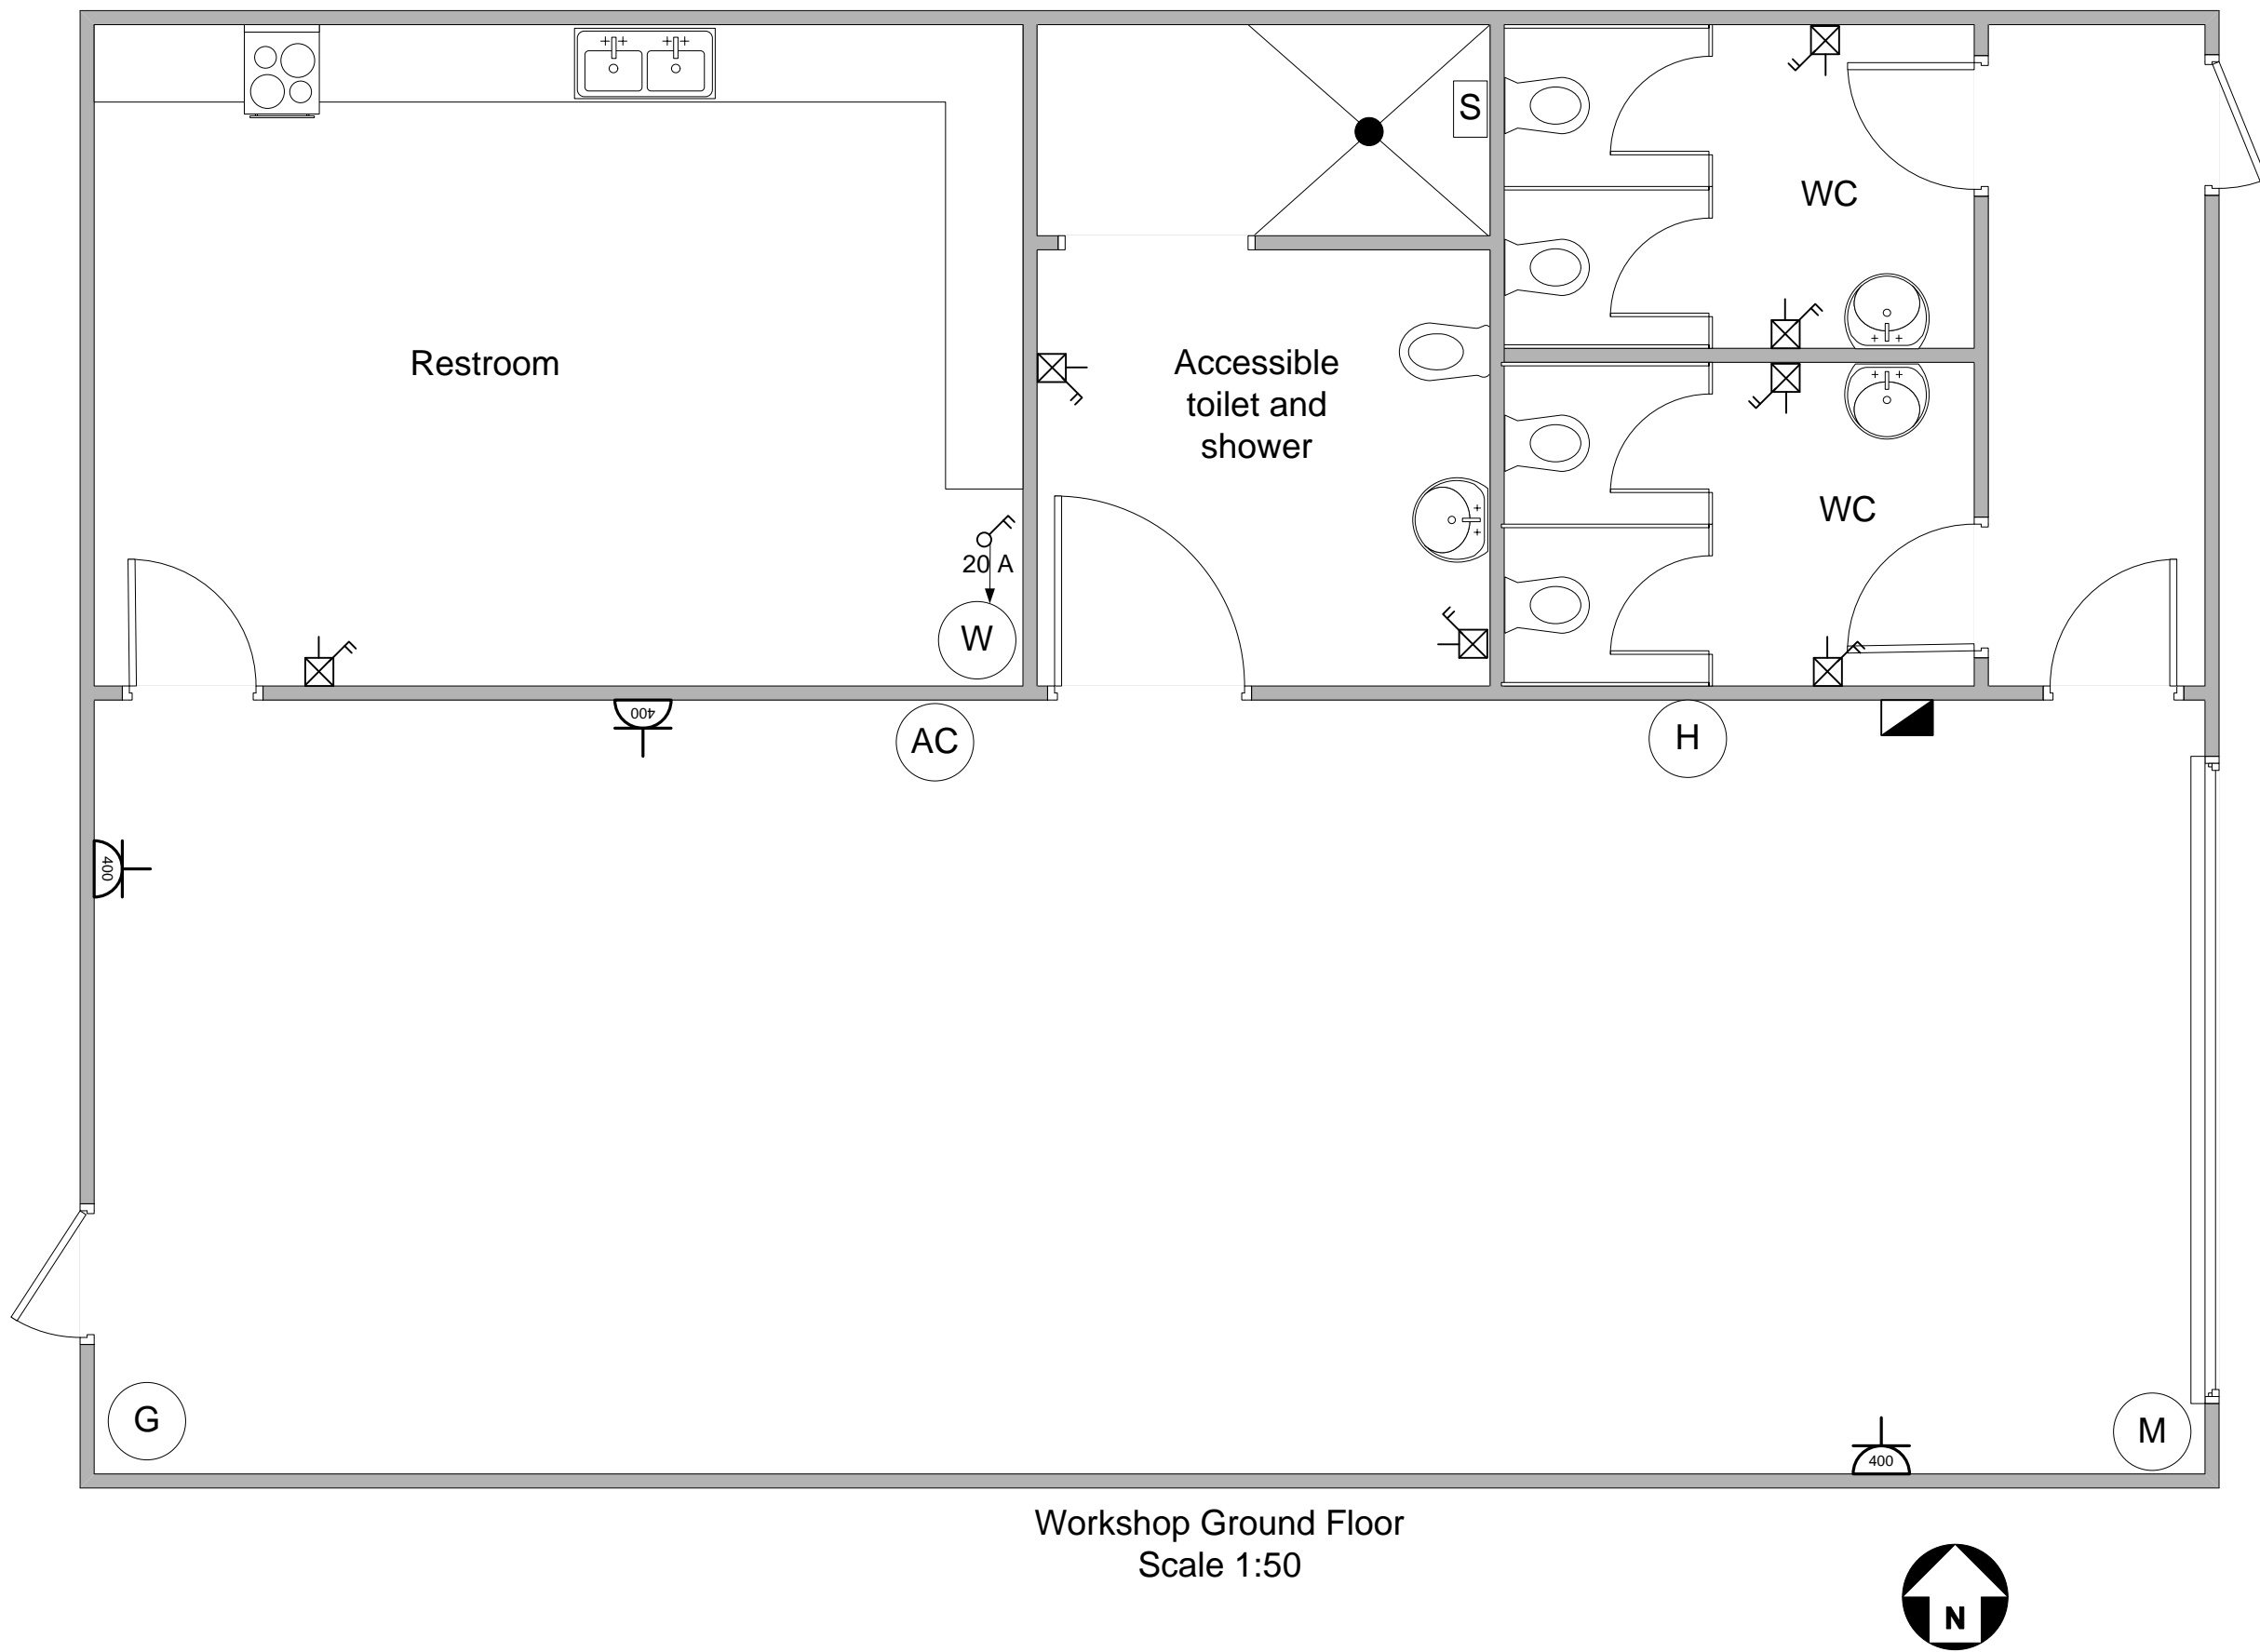 S
WC
Restroom
Accessible
toilet and
shower
WC
20 A
W
400
AC
H
400
G
M
400
Workshop Ground Floor
Scale 1:50
N